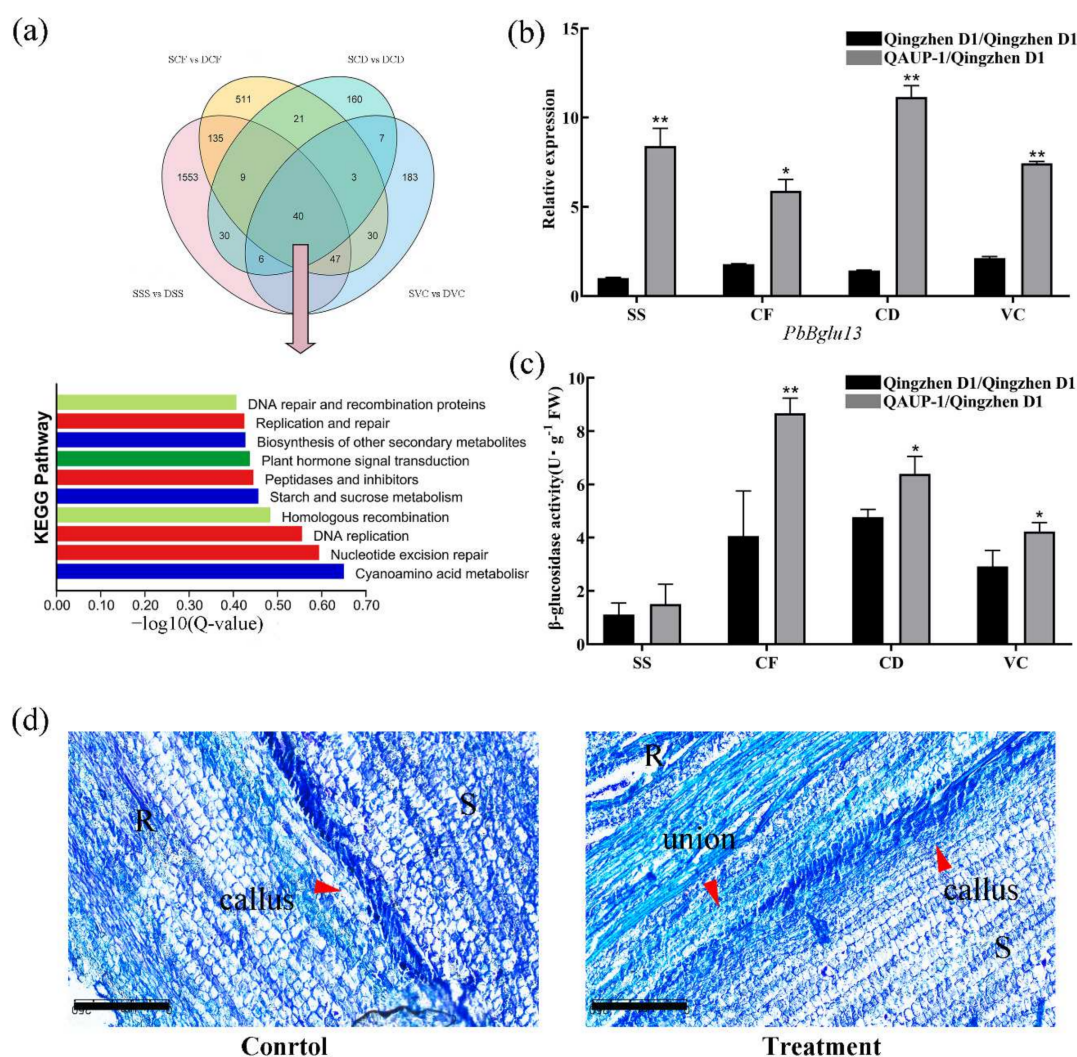 (a)
SCF vs DCF
SCD vs DCD
511
160
21
135
7
1553
9
3
183
40
30
30
6
47
SSS vs DSS
SVC vs DVC
KEGG Pathway
DNA repair and recombination proteins
Replication and repair
Biosynthesis of other secondary metabolites
Plant hormone signal transduction
Peptidases and inhibitors
Starch and sucrose metabolism
Homologous recombination
DNA replication
Nucleotide excision repair
Cyanoamino acid metabolisr
0.00 0.10 0.20 0.30 0.40 0.50 0.60 0.70
−log10(Q-value)
(b)
Qingzhen D1/Qingzhen D1
QAUP-1/Qingzhen D1
Relative expression
15
10
5
0
**
*
**
**
SS CF CD VC
PbBglu13
(c)
Qingzhen D1/Qingzhen D1
QAUP-1/Qingzhen D1
β-glucosidase activity(U· g⁻¹ FW)
10
8
6
4
2
0
**
*
*
SS CF CD VC
(d)
R
S
callus
Conrtol
R
union
callus
S
Treatment